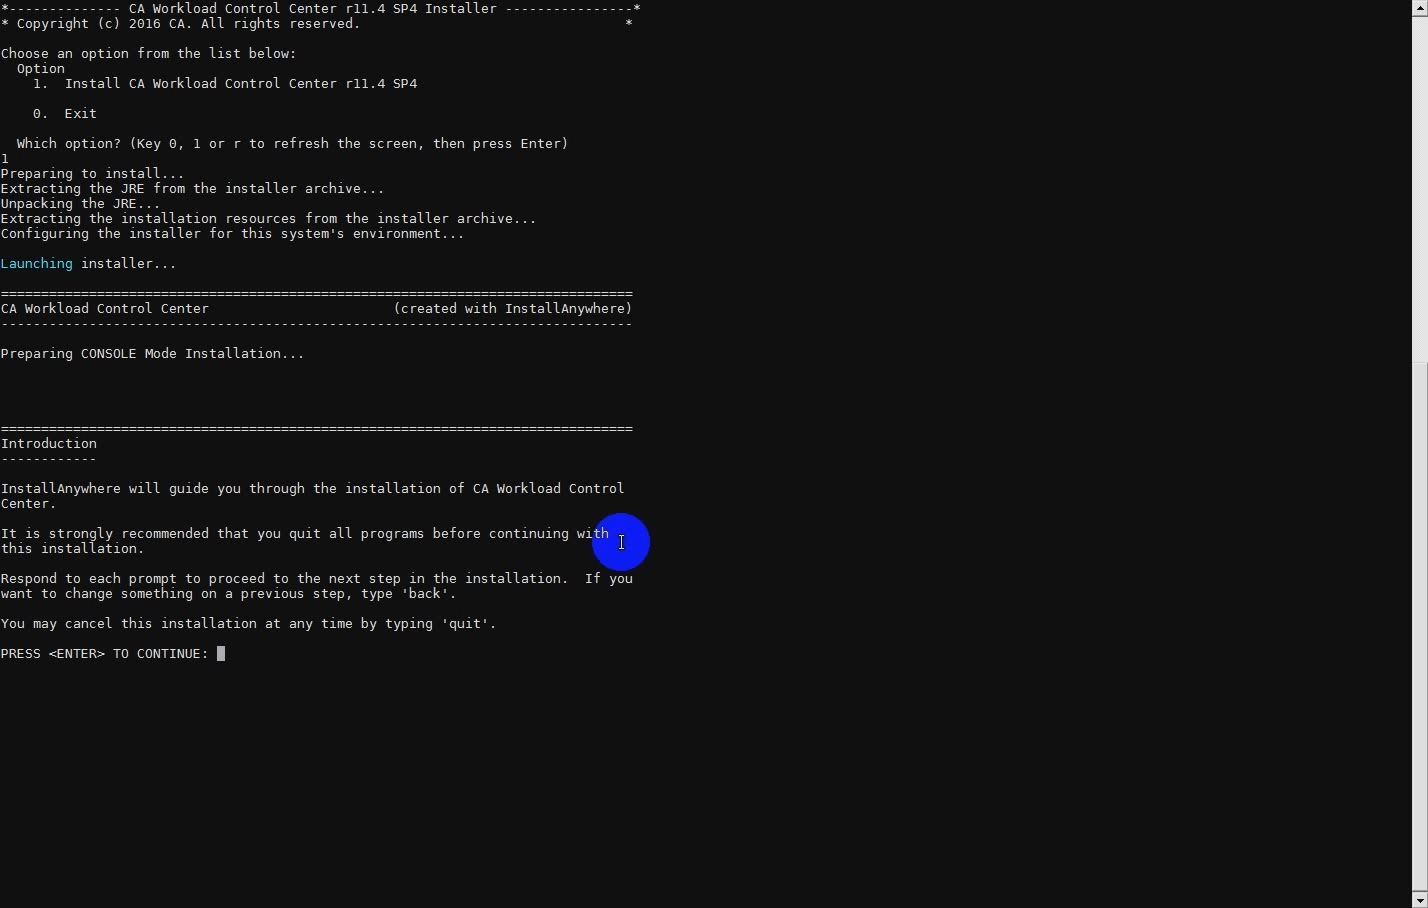 *-------------- CA Workload Control Center r11.4 SP4 Installer ----------------*
* Copyright (c) 2016 CA. All rights reserved.                                 *
Choose an option from the list below:
  Option
    1.  Install CA Workload Control Center r11.4 SP4
    0.  Exit
  Which option? (Key 0, 1 or r to refresh the screen, then press Enter)
1
Preparing to install...
Extracting the JRE from the installer archive...
Unpacking the JRE...
Extracting the installation resources from the installer archive...
Configuring the installer for this system's environment...
Launching installer...
===============================================================================
CA Workload Control Center                       (created with InstallAnywhere)
-------------------------------------------------------------------------------
Preparing CONSOLE Mode Installation...
===============================================================================
Introduction
------------
InstallAnywhere will guide you through the installation of CA Workload Control
Center.
It is strongly recommended that you quit all programs before continuing with
this installation.
Respond to each prompt to proceed to the next step in the installation.  If you
want to change something on a previous step, type 'back'.
You may cancel this installation at any time by typing 'quit'.
PRESS <ENTER> TO CONTINUE: